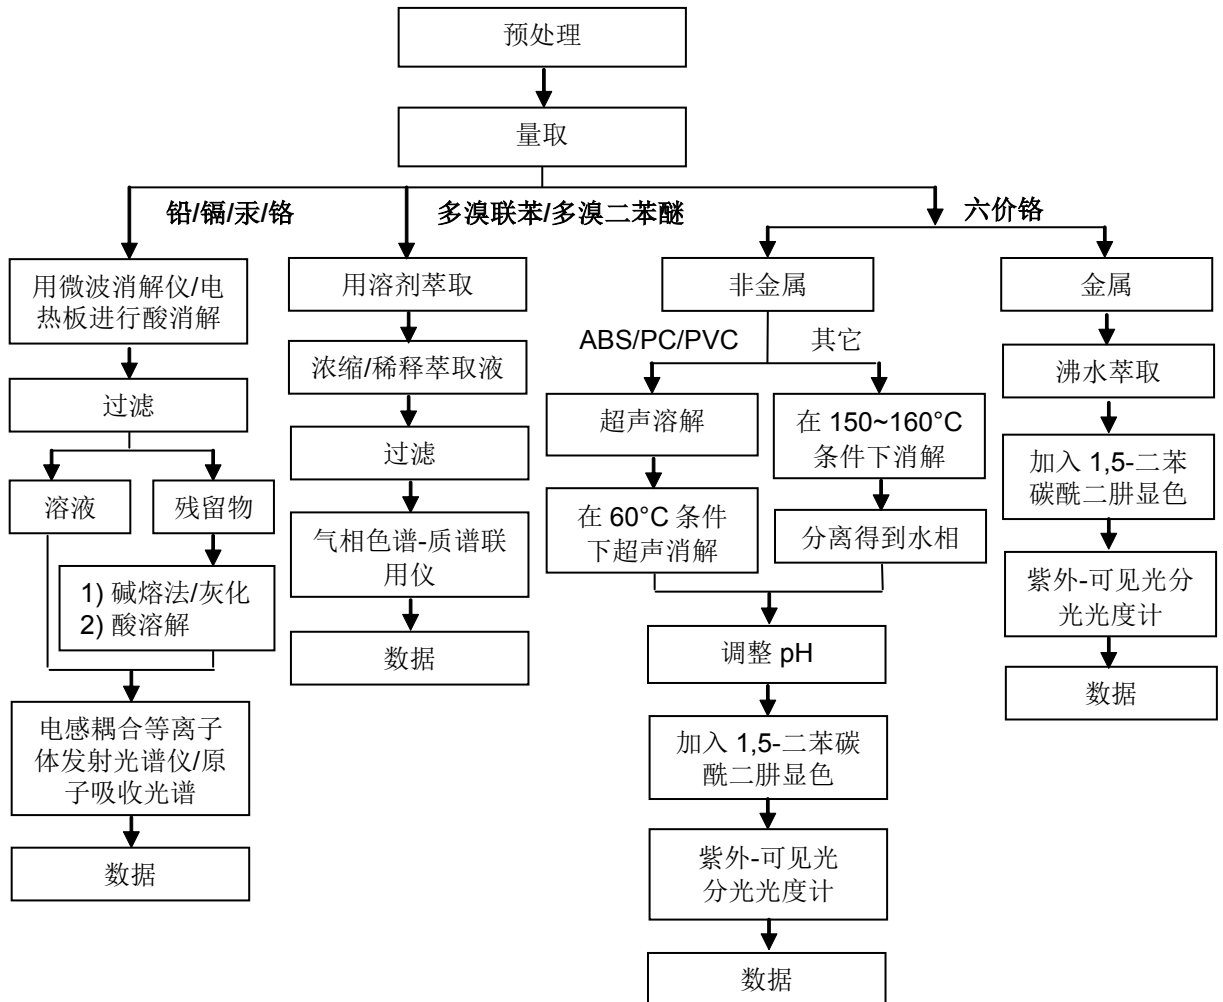 预处理
量取
铅/镉/汞/铬
多溴联苯/多溴二苯醚
六价铬
用微波消解仪/电
热板进行酸消解
过滤
溶液
残留物
1) 碱熔法/灰化
2) 酸溶解
电感耦合等离子
体发射光谱仪/原
子吸收光谱
数据
用溶剂萃取
浓缩/稀释萃取液
过滤
气相色谱-质谱联
用仪
数据
非金属
ABS/PC/PVC
其它
超声溶解
在 60°C 条件
下超声消解
在 150~160°C
条件下消解
分离得到水相
调整 pH
加入 1,5-二苯碳
酰二肼显色
紫外-可见光
分光光度计
数据
金属
沸水萃取
加入 1,5-二苯
碳酰二肼显色
紫外-可见光分
光光度计
数据